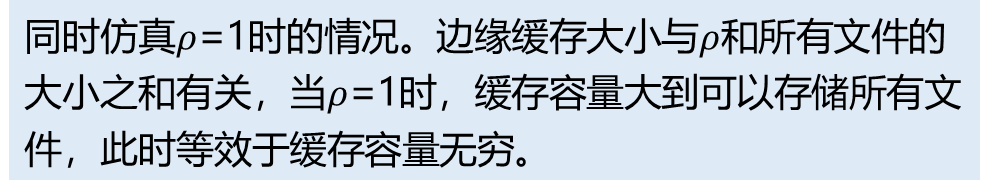 同时仿真ρ=1时的情况。边缘缓存大小与ρ和所有文件的
大小之和有关，当ρ=1时，缓存容量大到可以存储所有文
件，此时等效于缓存容量无穷。